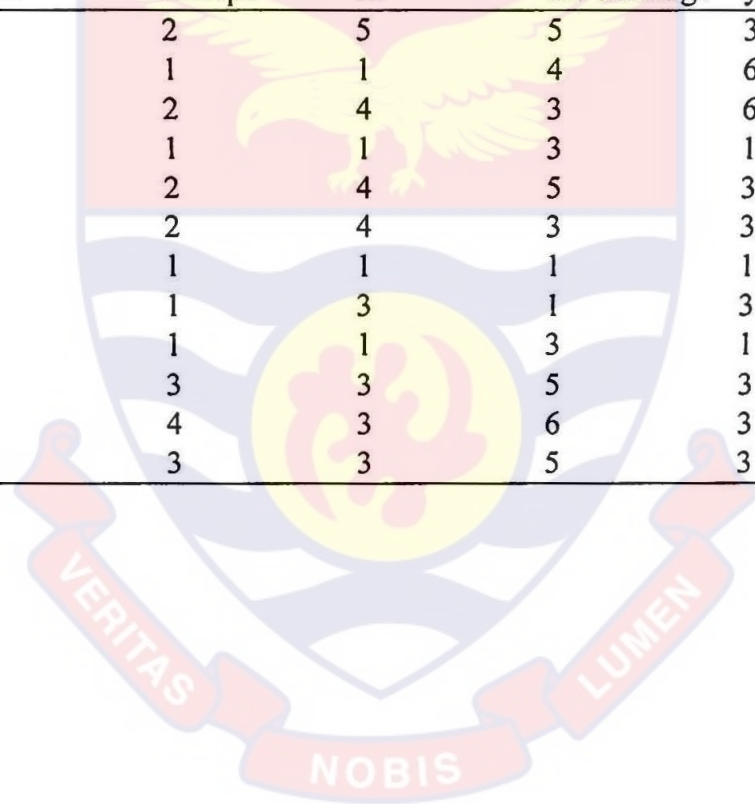 2 5 5 3
1 1 4 6
2 4 3 6
1 1 3 1
2 4 5 3
2 4 3 3
1 1 1 1
1 3 1 3
1 1 3 1
3 3 5 3
4 3 6 3
3 3 5 3
VERITAS
NOBIS
LUMEN